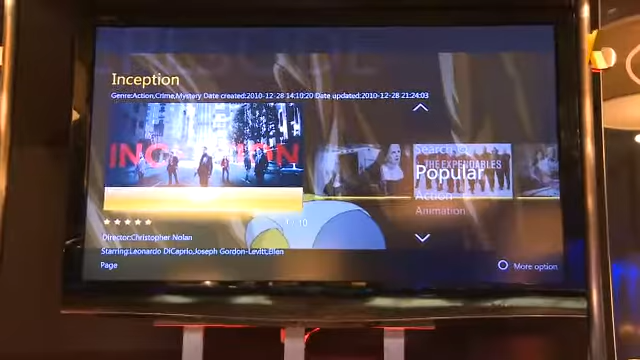 Inception
Genre:Action,Crime,Mystery Date created:2010-12-28 14:10:20 Date updated:2010-12-28 21:24:03
INCEPTION
Search
THE EXPENDABLES
Popular
Action
Animation
Director:Christopher Nolan
Starring:Leonardo DiCaprio,Joseph Gordon-Levitt,Ellen
Page
More option